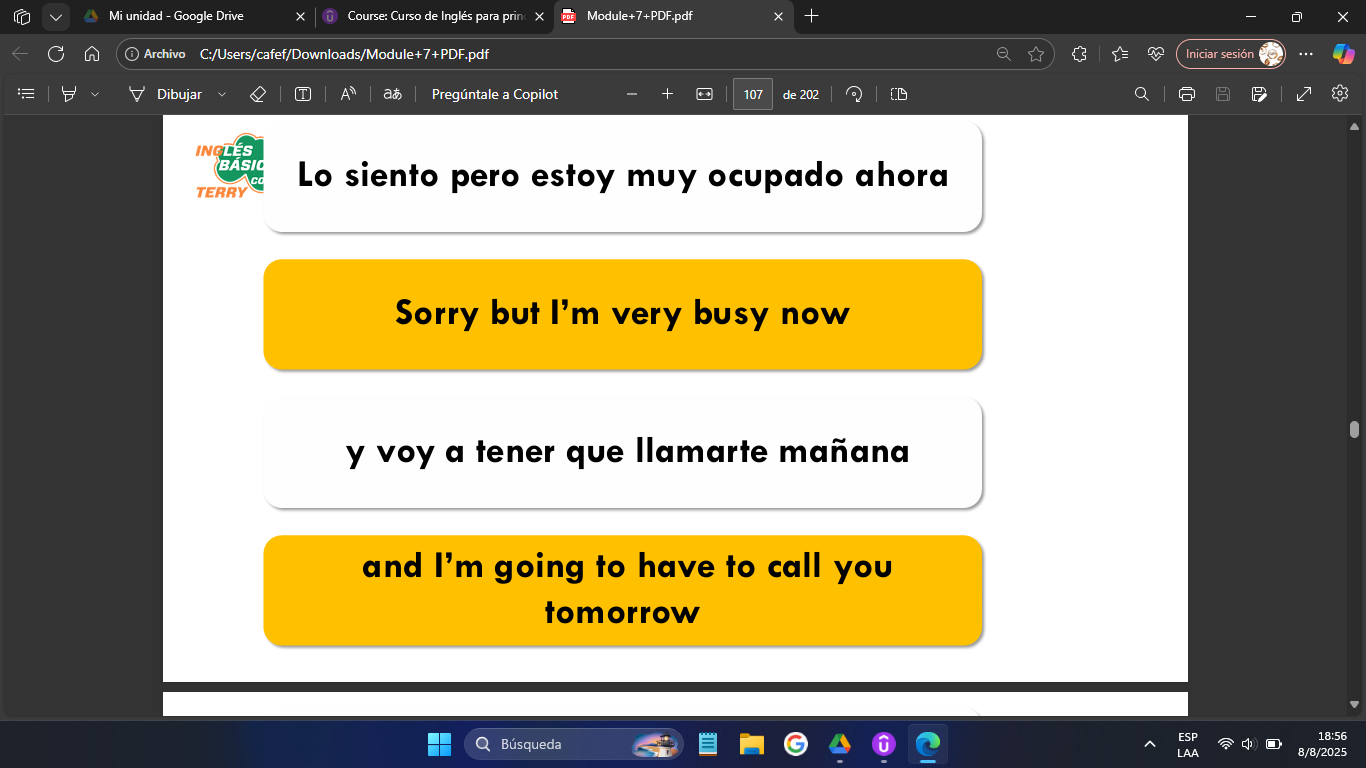 Mi unidad - Google Drive
Course: Curso de Inglés para prin
Module+7+PDF.pdf
Archivo C:/Users/cafef/Downloads/Module+7+PDF.pdf
Iniciar sesión
Dibujar
aあ
Pregúntale a Copilot
107 de 202
INGLÉS
BÁSIC
CO
TERRY
Lo siento pero estoy muy ocupado ahora
Sorry but I’m very busy now
y voy a tener que llamarte mañana
and I’m going to have to call you
tomorrow
Búsqueda
ESP
LAA
18:56
8/8/2025